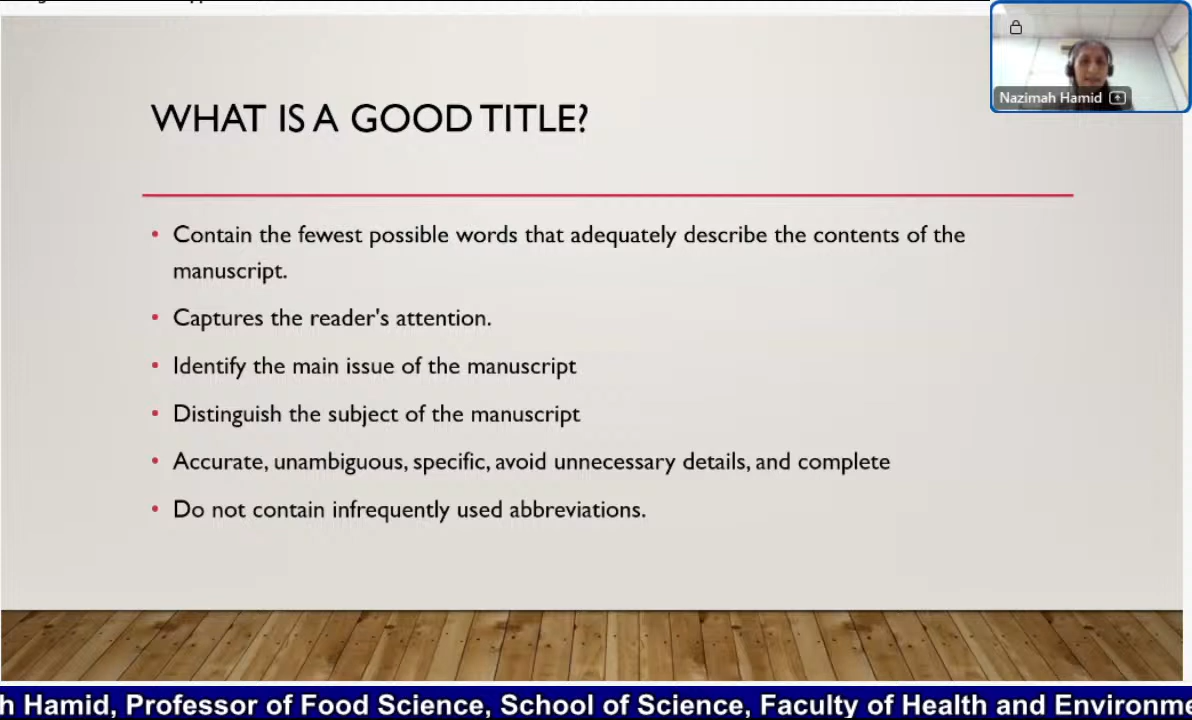 Nazimah Hamid
WHAT IS A GOOD TITLE?
• Contain the fewest possible words that adequately describe the contents of the
manuscript.
• Captures the reader's attention.
• Identify the main issue of the manuscript
• Distinguish the subject of the manuscript
• Accurate, unambiguous, specific, avoid unnecessary details, and complete
• Do not contain infrequently used abbreviations.
h Hamid, Professor of Food Science, School of Science, Faculty of Health and Environme